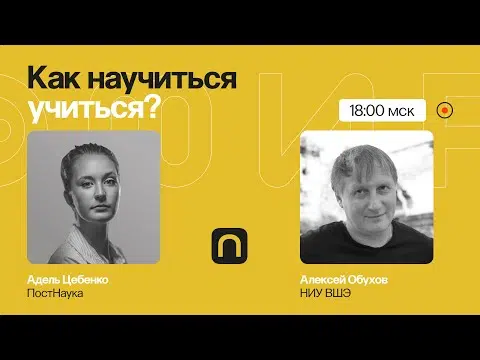 Как научиться
учиться?
18:00 мск
Адель Цебенко
ПостНаука
Алексей Обухов
НИУ ВШЭ